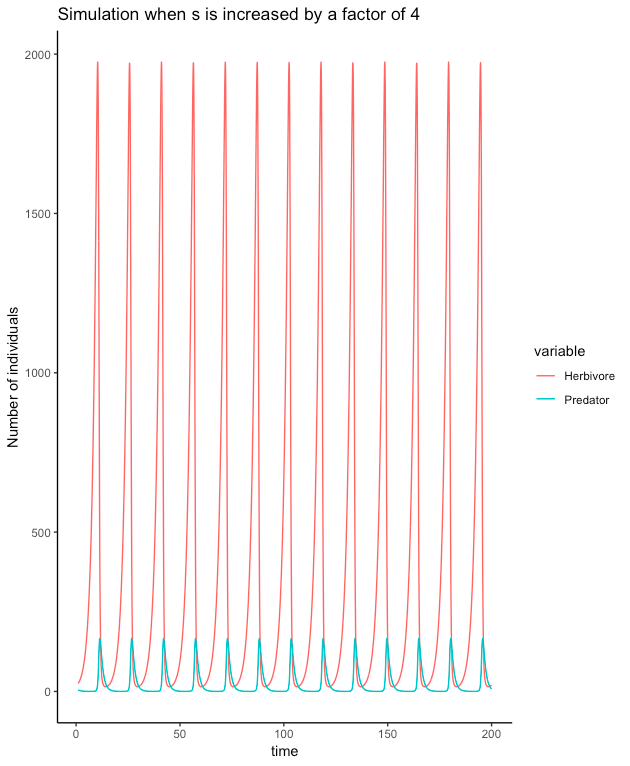 Simulation when s is increased by a factor of 4
Number of individuals
2000
1500
1000
500
0
0 50 100 150 200
time
variable
Herbivore
Predator